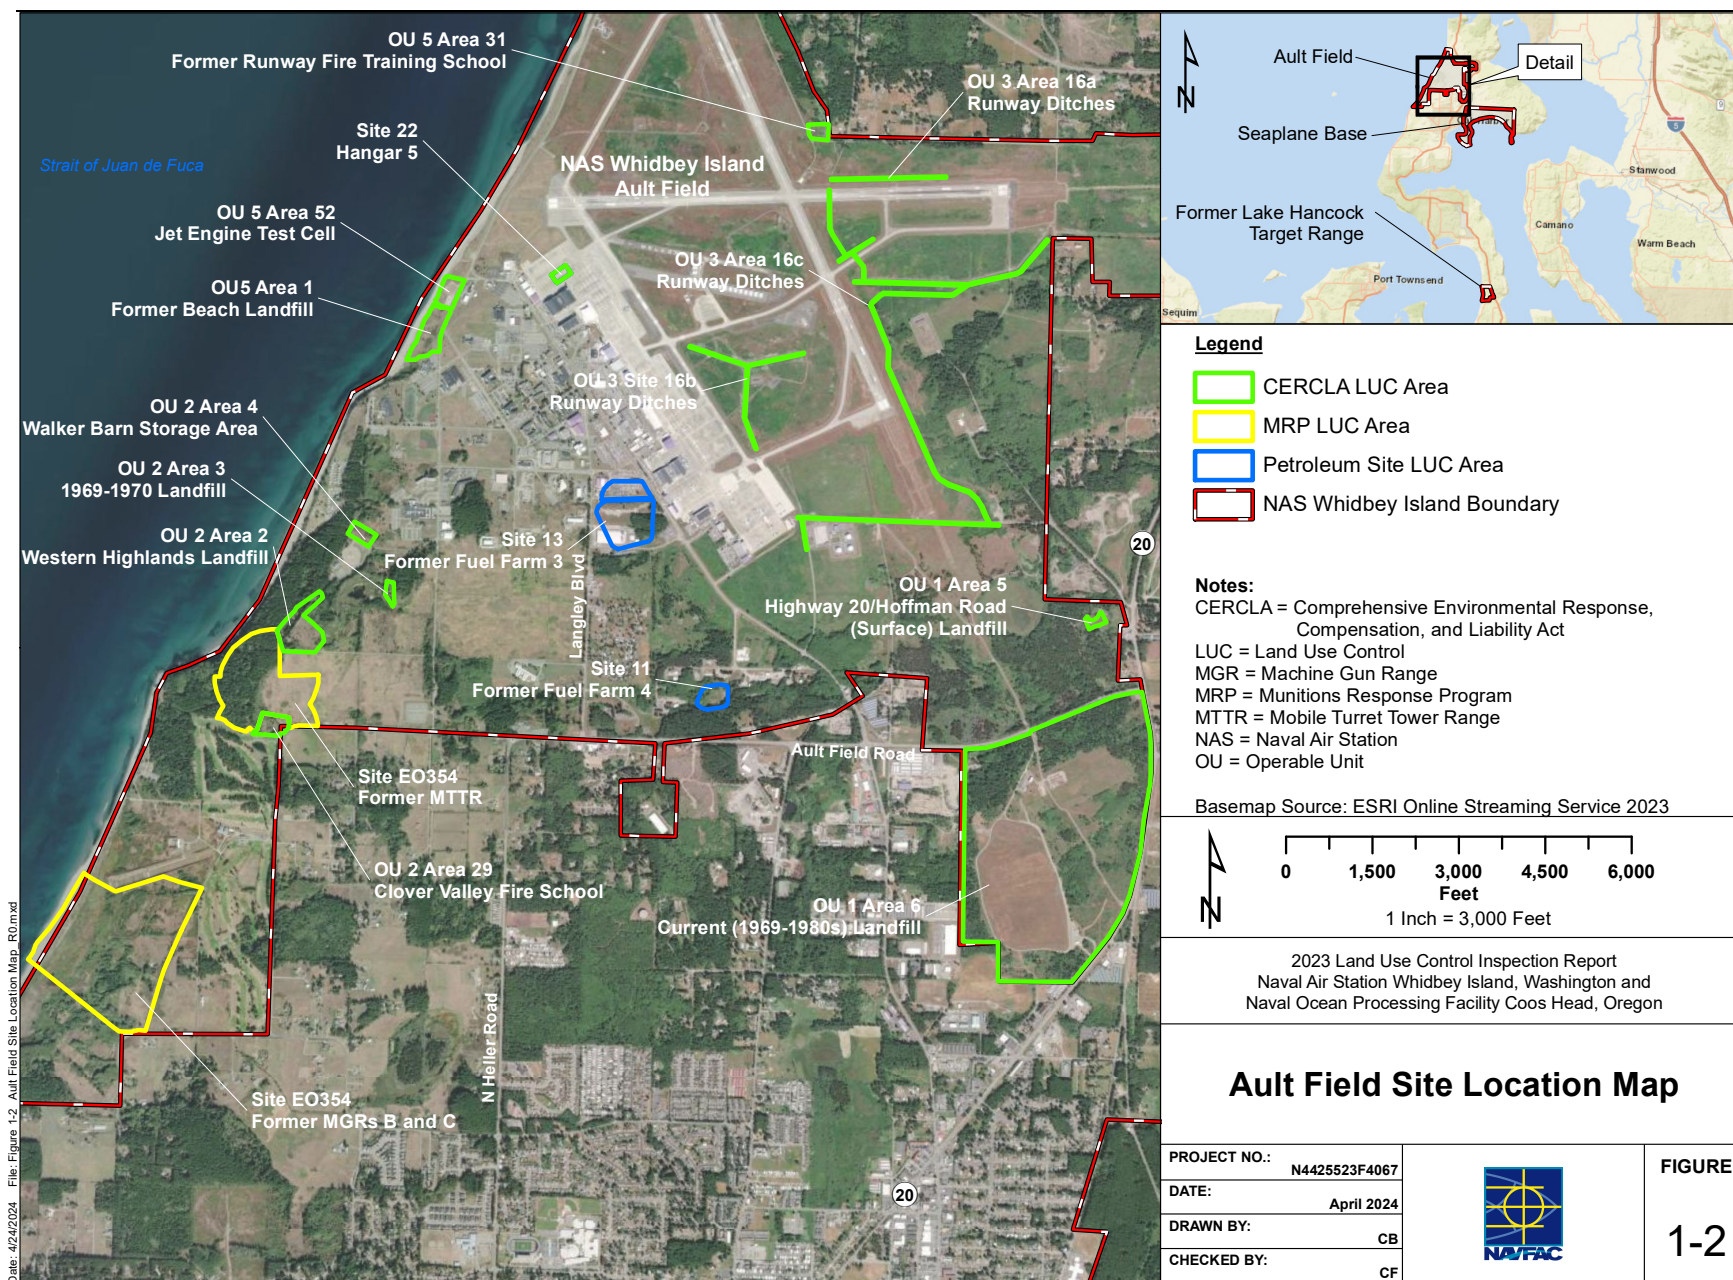 OU 5 Area 31
Former Runway Fire Training School
OU 3 Area 16a
Runway Ditches
Site 22
Hangar 5
Strait of Juan de Fuca
NAS Whidbey Island
Ault Field
OU 5 Area 52
Jet Engine Test Cell
OU 3 Area 16c
Runway Ditches
OU5 Area 1
Former Beach Landfill
OU 3 Site 16b
Runway Ditches
OU 2 Area 4
Walker Barn Storage Area
OU 2 Area 3
1969-1970 Landfill
OU 2 Area 2
Western Highlands Landfill
Site 13
Former Fuel Farm 3
Langley Blvd
20
OU 1 Area 5
Highway 20/Hoffman Road
(Surface) Landfill
Site 11
Former Fuel Farm 4
Ault Field Road
Site EO354
Former MTTR
OU 2 Area 29
Clover Valley Fire School
OU 1 Area 6
Current (1969-1980s) Landfill
N Heller Road
Site EO354
Former MGRs B and C
20
Date: 4/24/2024 File: Figure 1-2 Ault Field Site Location Map_R0.mxd
N
Ault Field
Detail
Seaplane Base
5
Stanwood
Former Lake Hancock
Target Range
Camano
Warm Beach
Port Townsend
Sequim
Legend
CERCLA LUC Area
MRP LUC Area
Petroleum Site LUC Area
NAS Whidbey Island Boundary
Notes:
CERCLA = Comprehensive Environmental Response,
Compensation, and Liability Act
LUC = Land Use Control
MGR = Machine Gun Range
MRP = Munitions Response Program
MTTR = Mobile Turret Tower Range
NAS = Naval Air Station
OU = Operable Unit
Basemap Source: ESRI Online Streaming Service 2023
N
0 1,500 3,000 4,500 6,000
Feet
1 Inch = 3,000 Feet
2023 Land Use Control Inspection Report
Naval Air Station Whidbey Island, Washington and
Naval Ocean Processing Facility Coos Head, Oregon
Ault Field Site Location Map
PROJECT NO.:
N4425523F4067
DATE:
April 2024
DRAWN BY:
CB
CHECKED BY:
CF
NAVFAC
FIGURE
1-2